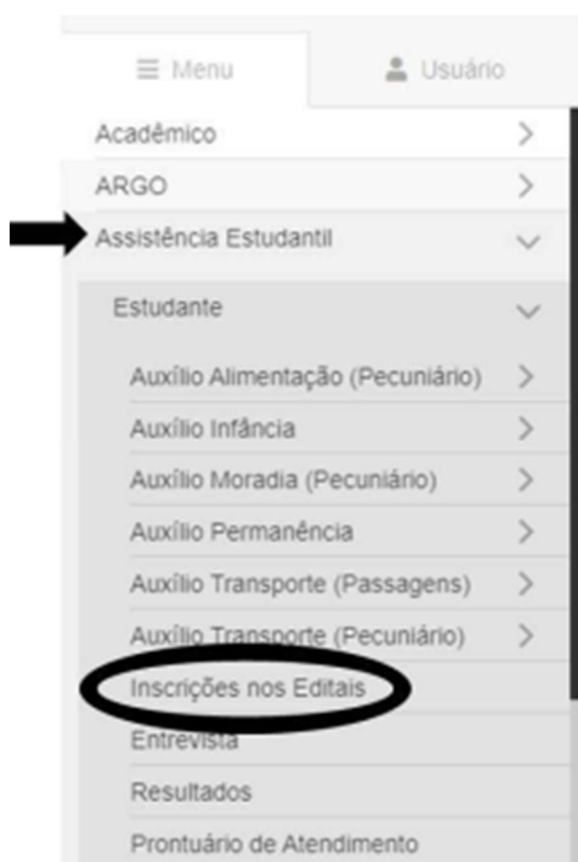 Menu
Usuário
Acadêmico
ARGO
Assistência Estudantil
Estudante
Auxílio Alimentação (Pecuniário)
Auxílio Infância
Auxílio Moradia (Pecuniário)
Auxílio Permanência
Auxílio Transporte (Passagens)
Auxílio Transporte (Pecuniário)
Inscrições nos Editais
Entrevista
Resultados
Prontuário de Atendimento